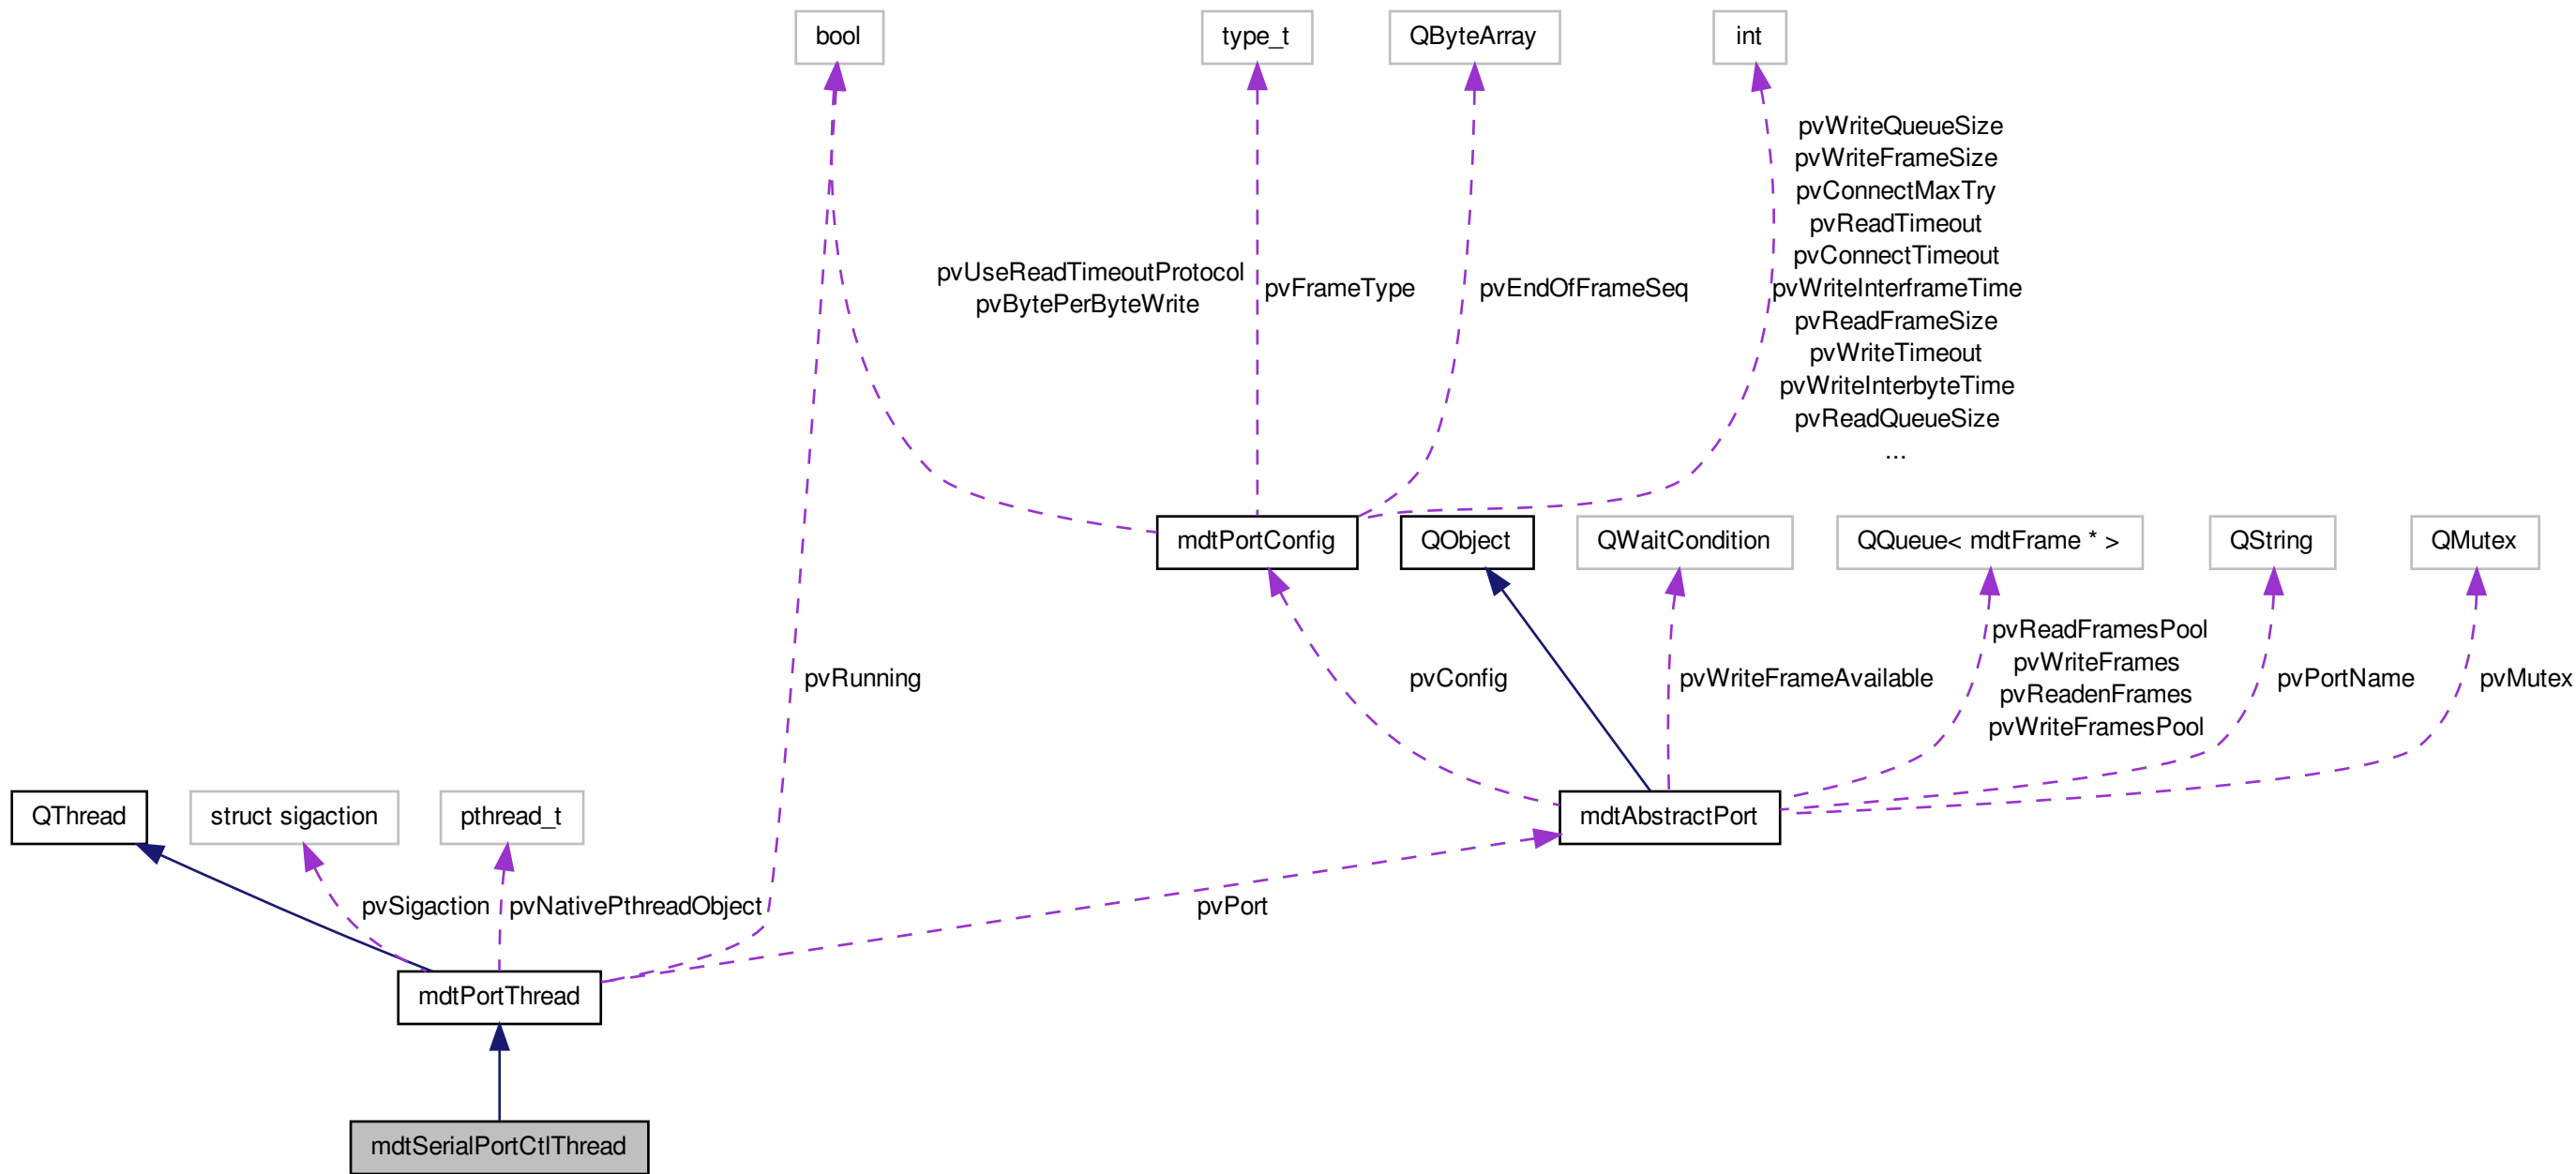 bool
type_t
QByteArray
int
pvWriteQueueSize
pvWriteFrameSize
pvConnectMaxTry
pvReadTimeout
pvConnectTimeout
pvWriteInterframeTime
pvReadFrameSize
pvWriteTimeout
pvWriteInterbyteTime
pvReadQueueSize
...
pvUseReadTimeoutProtocol
pvBytePerByteWrite
pvFrameType
pvEndOfFrameSeq
mdtPortConfig
QObject
QWaitCondition
QQueue< mdtFrame * >
QString
QMutex
pvRunning
pvConfig
pvWriteFrameAvailable
pvReadFramesPool
pvWriteFrames
pvReadenFrames
pvWriteFramesPool
pvPortName
pvMutex
QThread
struct sigaction
pthread_t
mdtAbstractPort
pvSigaction
pvNativePthreadObject
pvPort
mdtPortThread
mdtSerialPortCtlThread